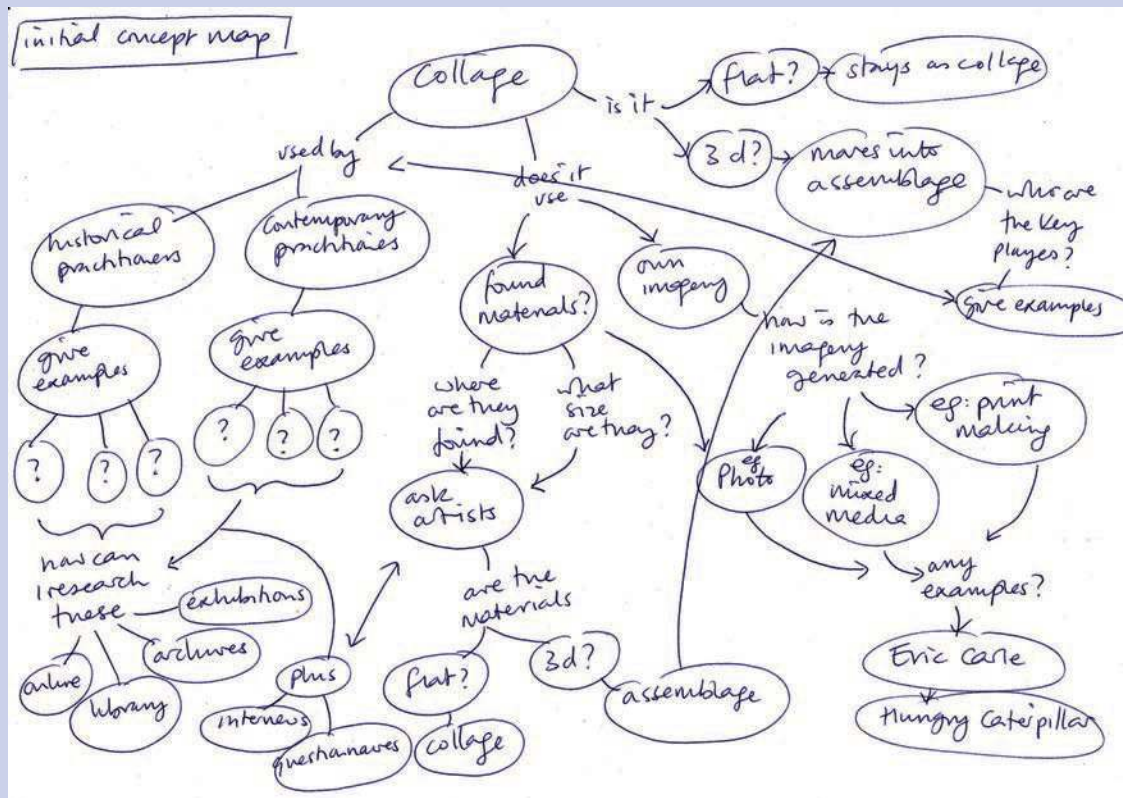 initial concept map
collage
is it
flat?
stays as collage
3d?
moves into
assemblage
who are
the key
players?
give examples
used by
historical
practitioners
contemporary
practitioners
give
examples
give
examples
?
?
?
?
?
?
how can
I research
these
exhibitions
archives
library
online
plus
interviews
questionnaires
does it
use
found
materials?
own
imagery
where
are they
found?
what
size
are they?
ask
artists
are the
materials
flat?
collage
3d?
assemblage
how is the
imagery
generated?
eg
Photo
eg:
mixed
media
eg: print
making
any
examples?
Eric Carle
Hungry Caterpillar